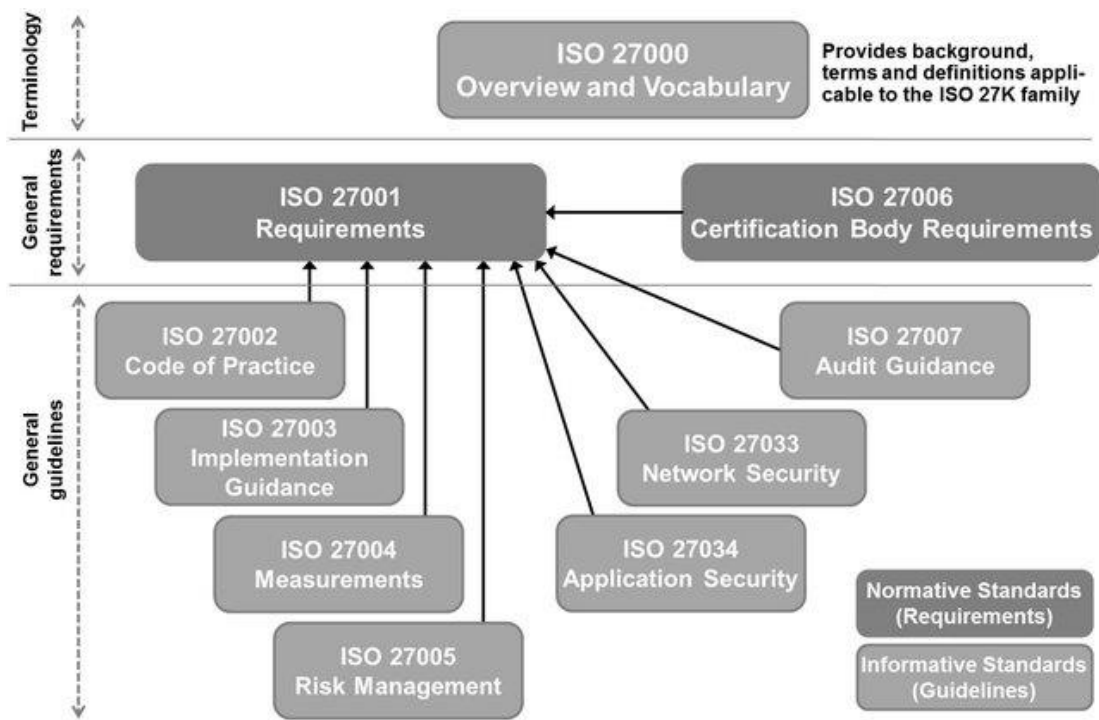 Terminology
ISO 27000
Overview and Vocabulary
Provides background,
terms and definitions appli-
cable to the ISO 27K family
General
requirements
ISO 27001
Requirements
ISO 27006
Certification Body Requirements
General
guidelines
ISO 27002
Code of Practice
ISO 27007
Audit Guidance
ISO 27003
Implementation
Guidance
ISO 27033
Network Security
ISO 27004
Measurements
ISO 27034
Application Security
ISO 27005
Risk Management
Normative Standards
(Requirements)
Informative Standards
(Guidelines)